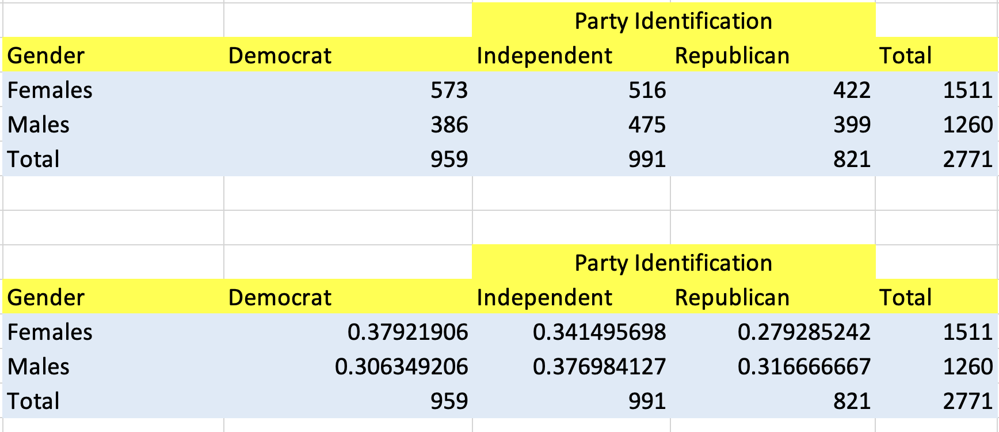 Party Identification
Gender Democrat Independent Republican Total
Females 573 516 422 1511
Males 386 475 399 1260
Total 959 991 821 2771
Party Identification
Gender Democrat Independent Republican Total
Females 0.37921906 0.341495698 0.279285242 1511
Males 0.306349206 0.376984127 0.316666667 1260
Total 959 991 821 2771